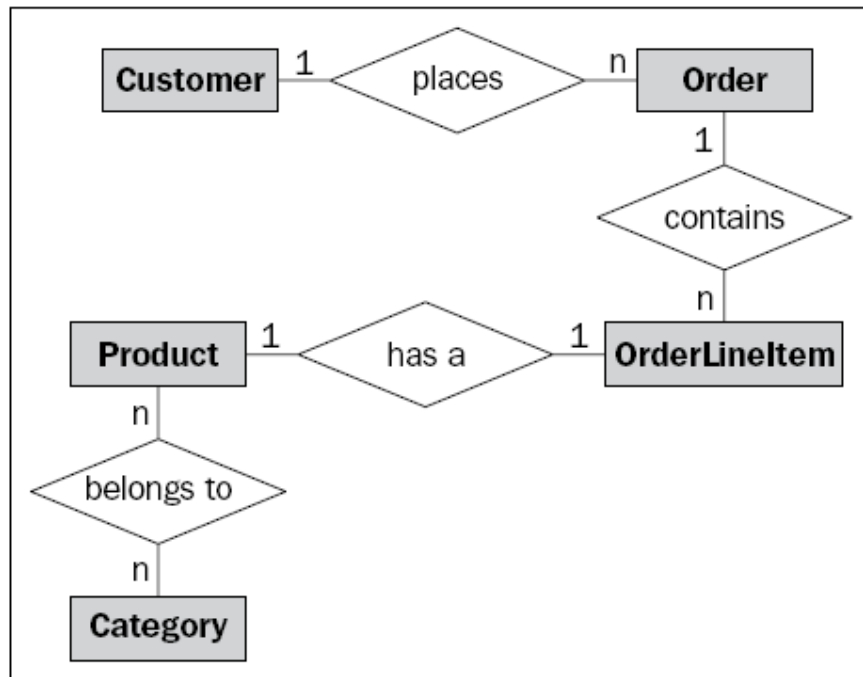 Customer 1 places n Order
1
contains
n
Product 1 has a 1 OrderLineItem
n
belongs to
n
Category